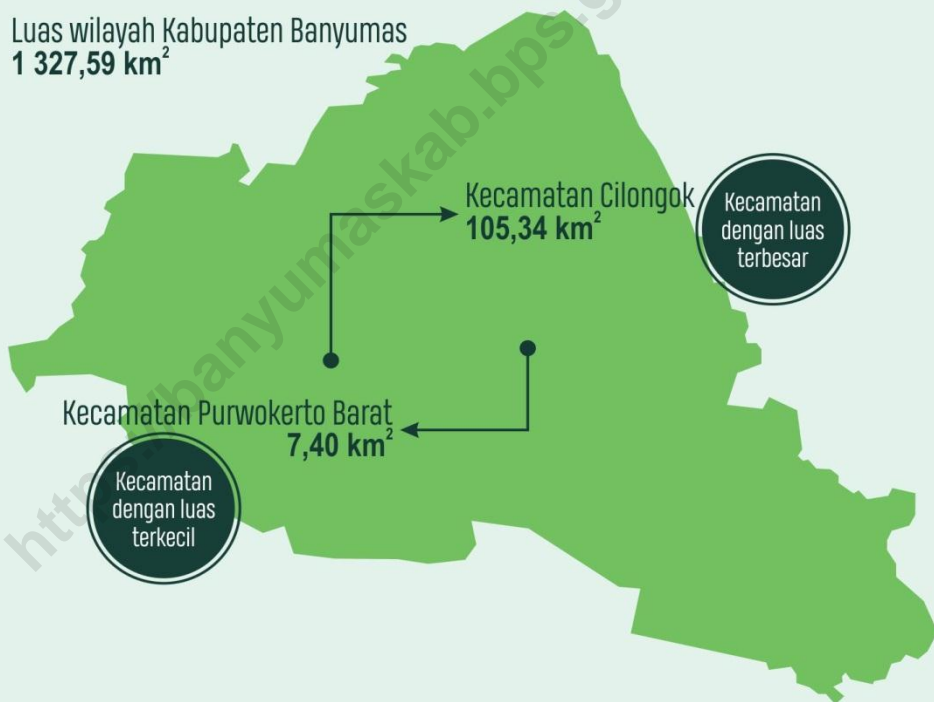 Luas wilayah Kabupaten Banyumas
1 327,59 km²
Kecamatan Cilongok
105,34 km²
Kecamatan
dengan luas
terbesar
Kecamatan Purwokerto Barat
7,40 km²
Kecamatan
dengan luas
terkecil
https://banyumaskab.bps.g